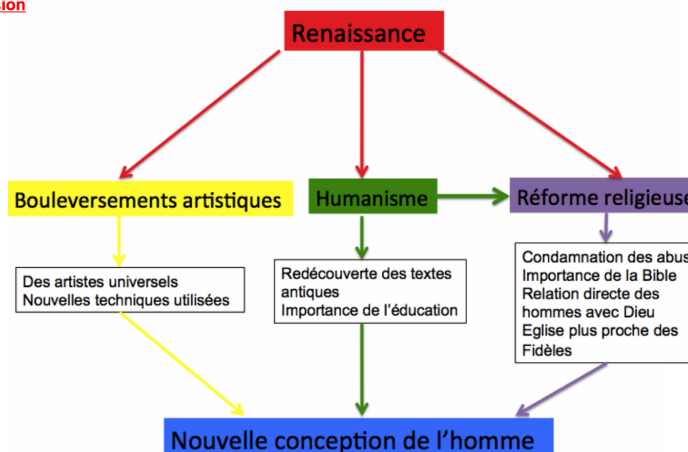 sion
Renaissance
Bouleversements artistiques
Humanisme
Réforme religieuse
Des artistes universels
Nouvelles techniques utilisées
Redécouverte des textes
antiques
Importance de l'éducation
Condamnation des abus
Importance de la Bible
Relation directe des
hommes avec Dieu
Eglise plus proche des
Fidèles
Nouvelle conception de l'homme